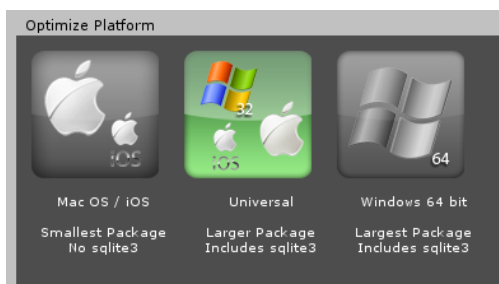 Optimize Platform
32
iOS
iOS
64
Mac OS / iOS
Universal
Windows 64 bit
Smallest Package
Larger Package
Largest Package
No sqlite3
Includes sqlite3
Includes sqlite3